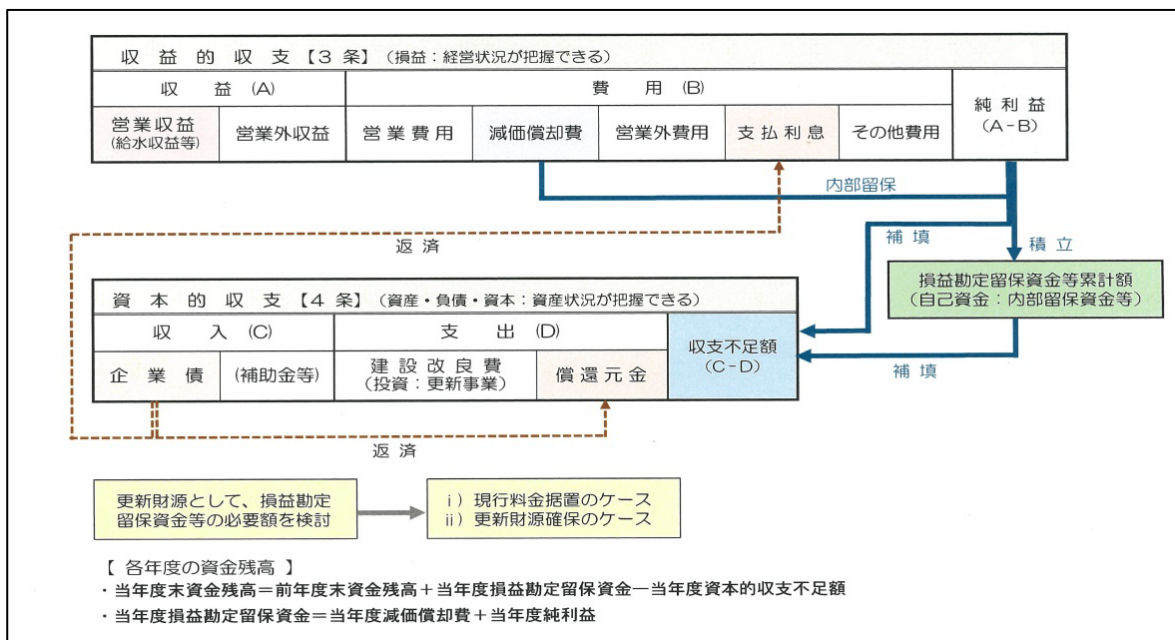 収益的収支【3条】(損益:経営状況が把握できる)
収益(A)
費用(B)
純利益
(A-B)
営業収益
(給水収益等)
営業外収益
営業費用
減価償却費
営業外費用
支払利息
その他費用
内部留保
返済
補填
積立
損益勘定留保資金等累計額
(自己資金:内部留保資金等)
資本的収支【4条】(資産・負債・資本:資産状況が把握できる)
収入(C)
支出(D)
収支不足額
(C-D)
企業債
(補助金等)
建設改良費
(投資:更新事業)
償還元金
補填
返済
更新財源として、損益勘定
留保資金等の必要額を検討
ⅰ)現行料金据置のケース
ⅱ)更新財源確保のケース
【 各年度の資金残高 】
・当年度末資金残高=前年度末資金残高+当年度損益勘定留保資金―当年度資本的収支不足額
・当年度損益勘定留保資金=当年度減価償却費+当年度純利益